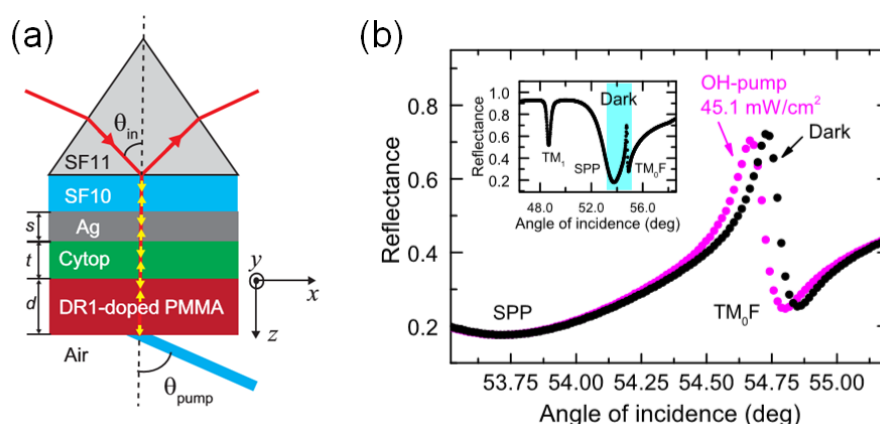 (a)
θin
SF11
SF10
s
Ag
t
Cytop
y
x
d
DR1-doped PMMA
z
Air
θpump
(b)
Reflectance
0.8
0.6
0.4
0.2
53.75 54.00 54.25 54.50 54.75 55.00
Angle of incidence (deg)
SPP
TM₀F
OH-pump
45.1 mW/cm²
Dark
Reflectance
1.0
0.8
0.6
0.4
0.2
Dark
TM₁
SPP
TM₀F
48.0 53.0 58.0
Angle of incidence (deg)